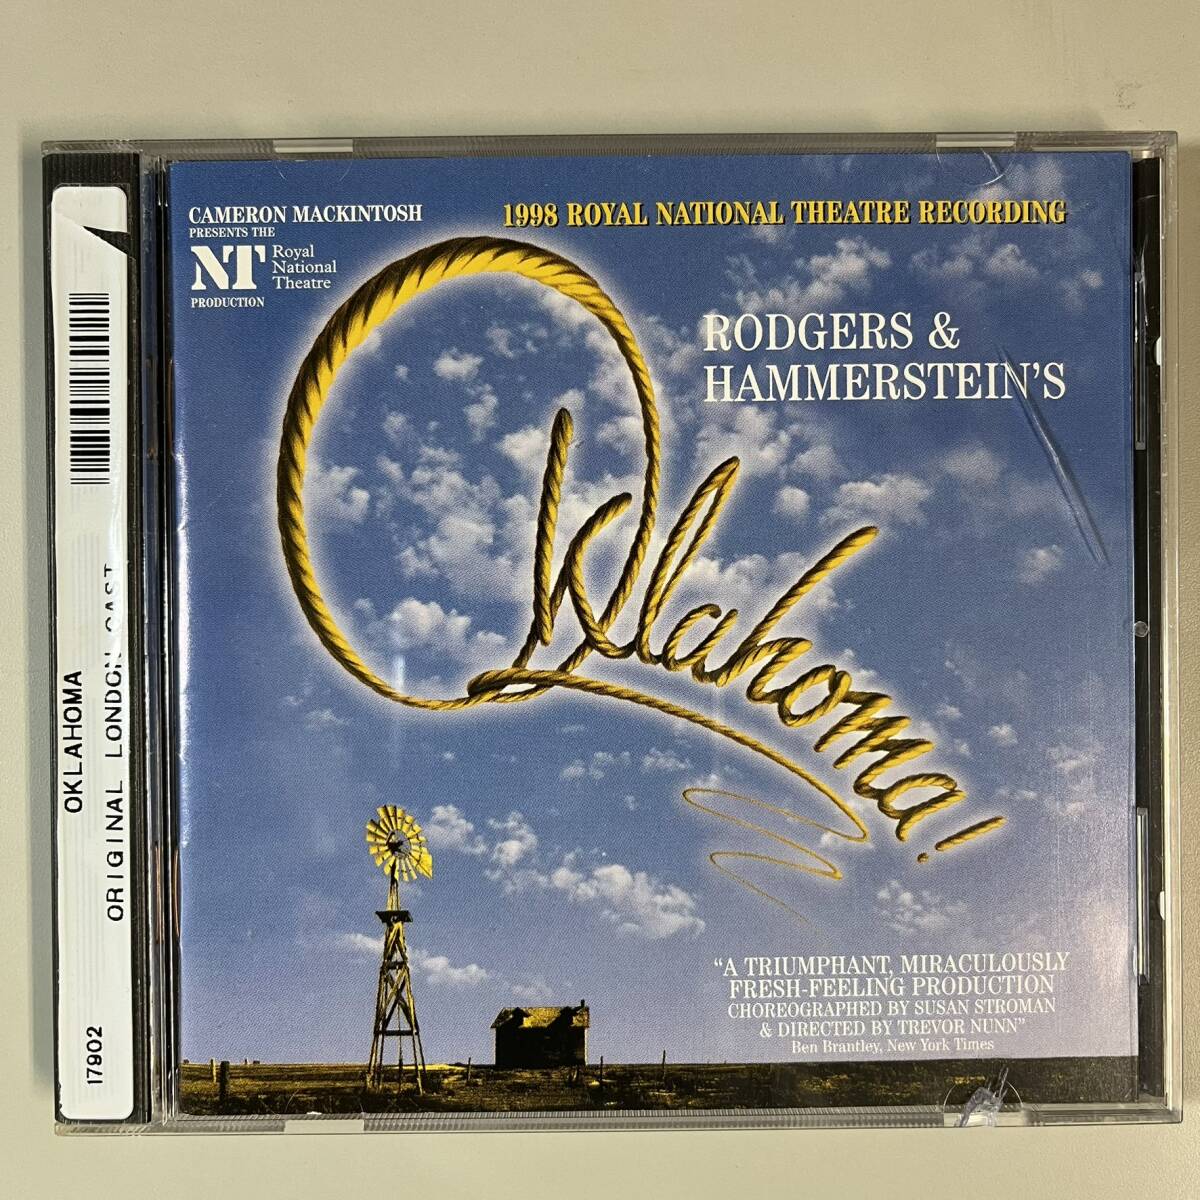 CAMERON MACKINTOSH
PRESENTS THE
NT Royal
National
Theatre
PRODUCTION
1998 ROYAL NATIONAL THEATRE RECORDING
RODGERS &
HAMMERSTEIN'S
Oklahoma!
“A TRIUMPHANT, MIRACULOUSLY
FRESH-FEELING PRODUCTION
CHOREOGRAPHED BY SUSAN STROMAN
& DIRECTED BY TREVOR NUNN”
Ben Brantley, New York Times
OKLAHOMA
ORIGINAL LONDON CAST
17902